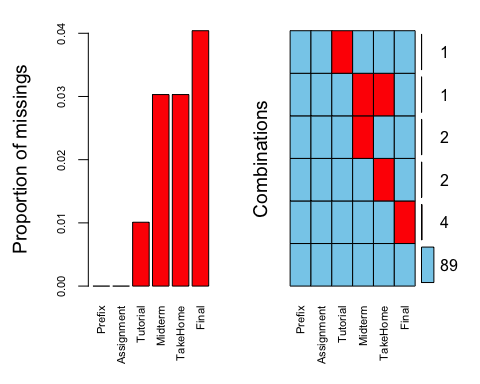 Proportion of missings
0.04
0.03
0.02
0.01
0.00
Prefix
Assignment
Tutorial
Midterm
TakeHome
Final
Combinations
1
1
2
2
4
89
Prefix
Assignment
Tutorial
Midterm
TakeHome
Final